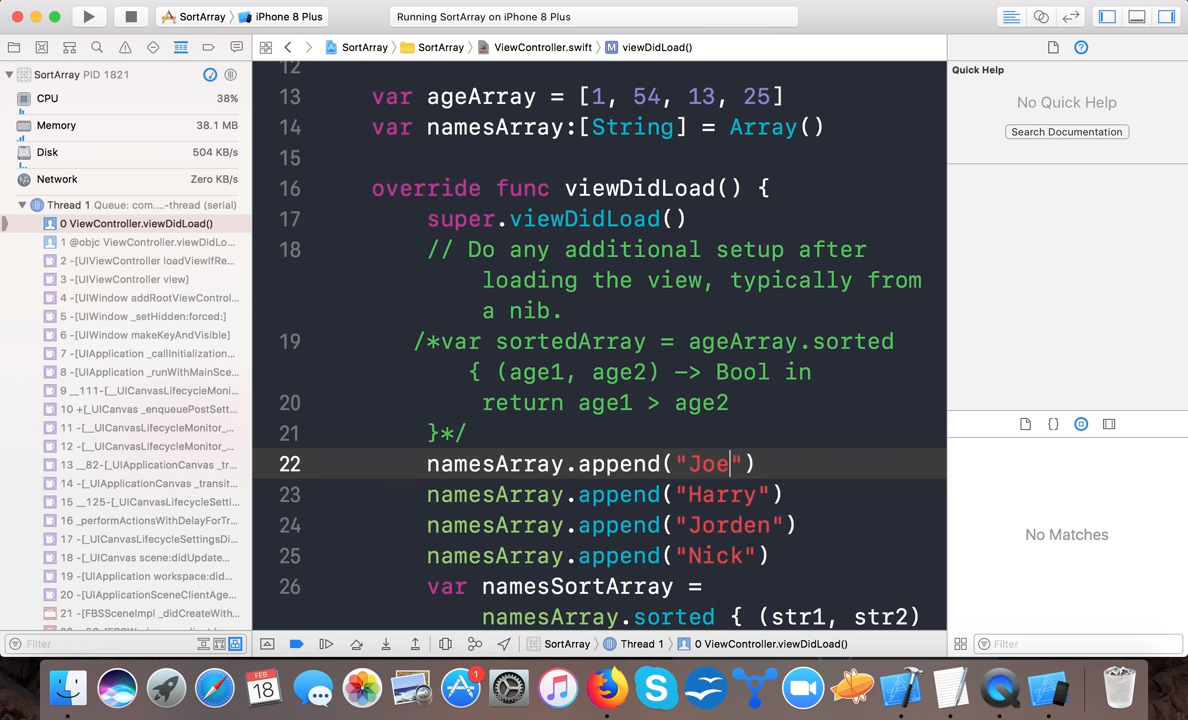 SortArray iPhone 8 Plus
Running SortArray on iPhone 8 Plus
SortArray SortArray ViewController.swift M viewDidLoad()
SortArray PID 1821
CPU 38%
Memory 38.1 MB
Disk 504 KB/s
Network Zero KB/s
Thread 1 Queue: com....-thread (serial)
0 ViewController.viewDidLoad()
1 @objc ViewController.viewDidLo...
2 -[UIViewController loadViewIfRe...
3 -[UIViewController view]
4 -[UIWindow addRootViewControl...
5 -[UIWindow _setHidden:forced:]
6 -[UIWindow makeKeyAndVisible]
7 -[UIApplication _callInitialization...
8 -[UIApplication _runWithMainSce...
9 __111-[__UICanvasLifecycleMoni...
10 +[_UICanvas _enqueuePostSett...
11 -[__UICanvasLifecycleMonitor_...
12 -[__UICanvasLifecycleMonitor_...
13 __82-[_UIApplicationCanvas _tr...
14 -[_UIApplicationCanvas _transit...
15 __125-[_UICanvasLifecycleSetti...
16 _performActionsWithDelayForTr...
17 -[_UICanvasLifecycleSettingsDi...
18 -[_UICanvas scene:didUpdate...
19 -[UIApplication workspace:did...
20 -[UIApplicationSceneClientAge...
21 -[FBSSceneImpl _didCreateWith...
12
13 var ageArray = [1, 54, 13, 25]
14 var namesArray:[String] = Array()
15
16 override func viewDidLoad() {
17 super.viewDidLoad()
18 // Do any additional setup after
loading the view, typically from
a nib.
19 /*var sortedArray = ageArray.sorted
{ (age1, age2) -> Bool in
20 return age1 > age2
21 }*/
22 namesArray.append("Joe")
23 namesArray.append("Harry")
24 namesArray.append("Jorden")
25 namesArray.append("Nick")
26 var namesSortArray =
namesArray.sorted { (str1, str2)
Quick Help
No Quick Help
Search Documentation
No Matches
Filter
SortArray Thread 1 0 ViewController.viewDidLoad()
Filter
FEB
18
1